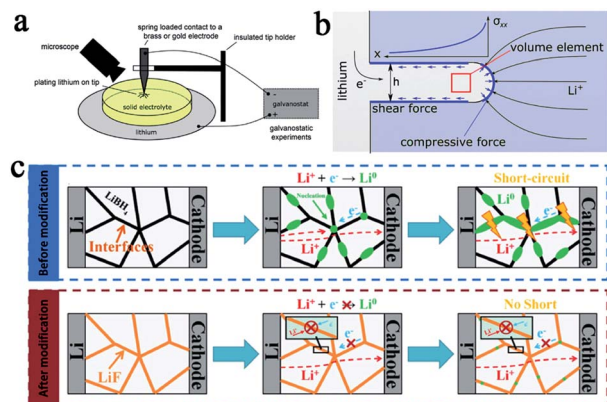 a
spring loaded contact to a
brass or gold electrode
insulated tip holder
microscope
plating lithium on tip
solid electrolyte
lithium
-
+
galvanostat
galvanostatic
experiments
b
σxx
x
volume element
lithium
e-
h
Li+
shear force
compressive force
c
Before modification
Li
LiBH4
Interfaces
Cathode
Li+ + e- → Li0
Nucleation
e-
Li
Li+
Cathode
Short-circuit
Li0
e-
Li
Li+
Cathode
After modification
Li
LiF
Cathode
Li+ + e- → Li0
e-
Li
Li+
Cathode
No Short
e-
Li
Li+
Cathode